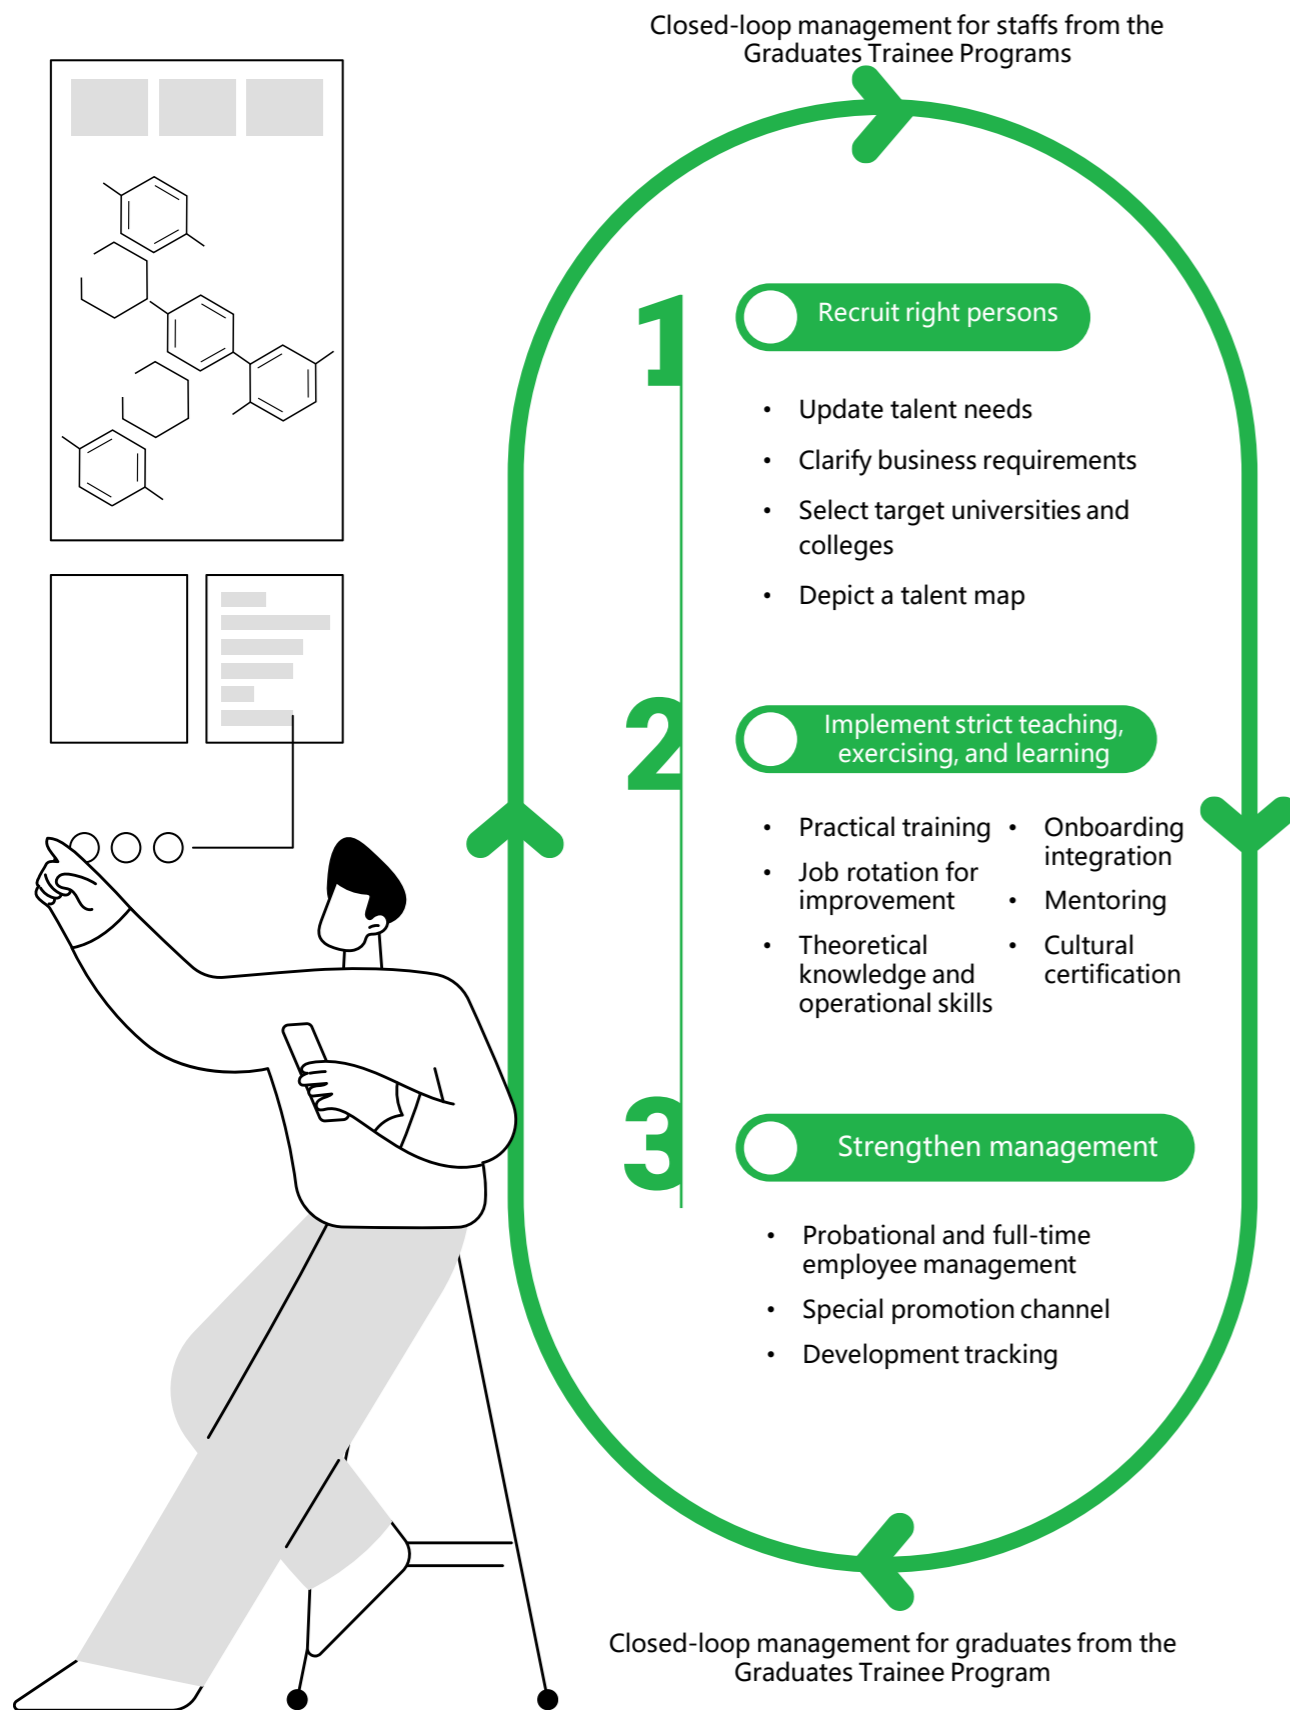 Closed-loop management for staffs from the
Graduates Trainee Programs
1
Recruit right persons
• Update talent needs
• Clarify business requirements
• Select target universities and
colleges
• Depict a talent map
2
Implement strict teaching,
exercising, and learning
• Practical training
• Job rotation for
improvement
• Theoretical
knowledge and
operational skills
• Onboarding
integration
• Mentoring
• Cultural
certification
3
Strengthen management
• Probational and full-time
employee management
• Special promotion channel
• Development tracking
Closed-loop management for graduates from the
Graduates Trainee Program